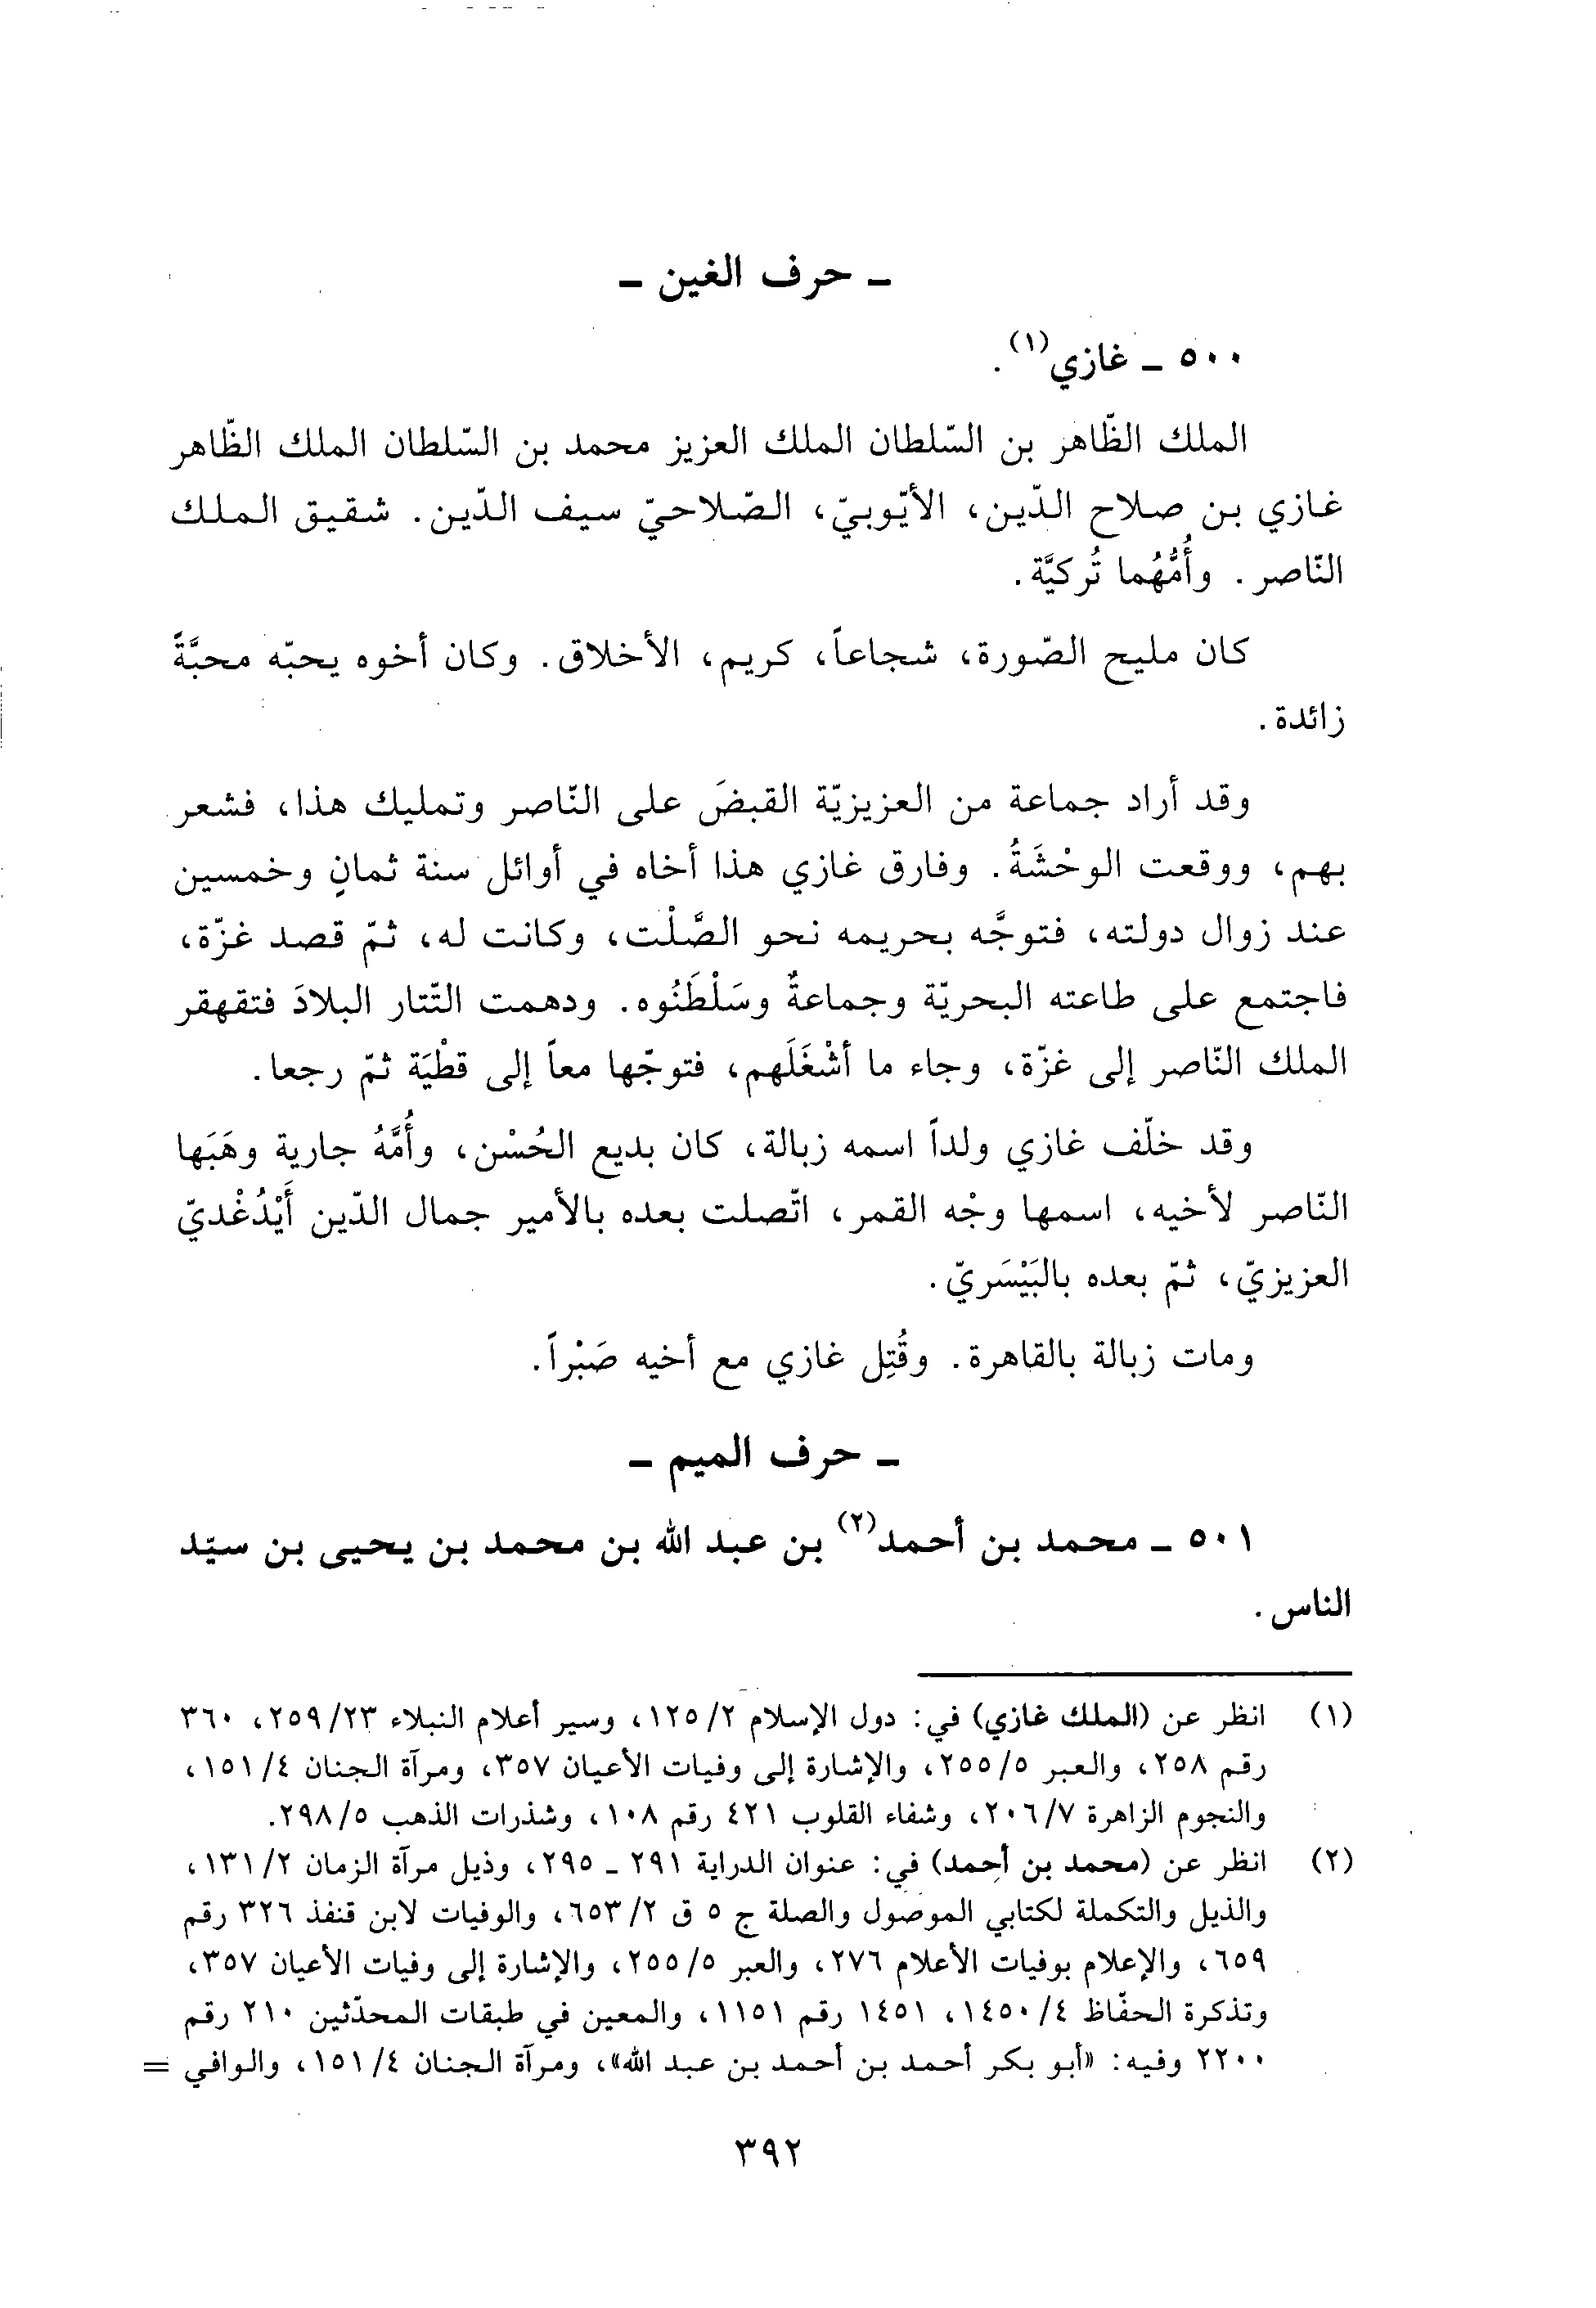 ـ حرف الغين ـ
٥٠٠ ـ غازي(١).
الملك الظّاهر بن السّلطان الملك العزيز محمد بن السّلطان الملك الظّاهر
غازي بن صلاح الدّين، الأيّوبيّ، الصّلاحيّ سيف الدّين. شقيق الملك
النّاصر. وأُمُّهُما تُركيَّة.
كان مليح الصّورة، شجاعاً، كريم، الأخلاق. وكان أخوه يحبّه محبَّةً
زائدة.
وقد أراد جماعة من العزيزيّة القبضَ على النّاصر وتمليك هذا، فشعر
بهم، ووقعت الوحْشَةُ. وفارق غازي هذا أخاه في أوائل سنة ثمانٍ وخمسين
عند زوال دولته، فتوجَّه بحريمه نحو الصَّلْت، وكانت له، ثمّ قصد غزّة،
فاجتمع على طاعته البحريّة وجماعةٌ وسَلْطَنُوه. ودهمت التّتار البلادَ فتقهقر
الملك النّاصر إلى غزّة، وجاء ما أشْغَلَهم، فتوجّها معاً إلى قطْيَة ثمّ رجعا.
وقد خلّف غازي ولداً اسمه زبالة، كان بديع الحُسْن، وأُمَّهُ جارية وهَبَها
النّاصر لأخيه، اسمها وجْه القمر، اتّصلت بعده بالأمير جمال الدّين أَيْدُغْديّ
العزيزيّ، ثمّ بعده بالبَيْسَريّ.
ومات زبالة بالقاهرة. وقُتِل غازي مع أخيه صَبْراً.
ـ حرف الميم ـ
٥٠١ ـ محمد بن أحمد(٢) بن عبد الله بن محمد بن يحيى بن سيّد
الناس.
(١) انظر عن (الملك غازي) في: دول الإسلام ١٢٥/٢، وسير أعلام النبلاء ٢٥٩/٢٣، ٣٦٠
رقم ٢٥٨، والعبر ٢٥٥/٥، والإشارة إلى وفيات الأعيان ٣٥٧، ومرآة الجنان ١٥١/٤،
والنجوم الزاهرة ٢٠٦/٧، وشفاء القلوب ٤٢١ رقم ١٠٨، وشذرات الذهب ٢٩٨/٥.
(٢) انظر عن (محمد بن أحمد) في: عنوان الدراية ٢٩١ ـ ٢٩٥، وذيل مرآة الزمان ١٣١/٢،
والذيل والتكملة لكتابي الموصول والصلة ج ٥ ق ٦٥٣/٢، والوفيات لابن قنفذ ٣٢٦ رقم
٦٥٩، والإعلام بوفيات الأعلام ٢٧٦، والعبر ٢٥٥/٥، والإشارة إلى وفيات الأعيان ٣٥٧،
وتذكرة الحفّاظ ١٤٥٠/٤، ١٤٥١ رقم ١١٥١، والمعين في طبقات المحدّثين ٢١٠ رقم
٢٢٠٠ وفيه: «أبو بكر أحمد بن أحمد بن عبد الله»، ومرآة الجنان ١٥١/٤، والوافي =
٣٩٢